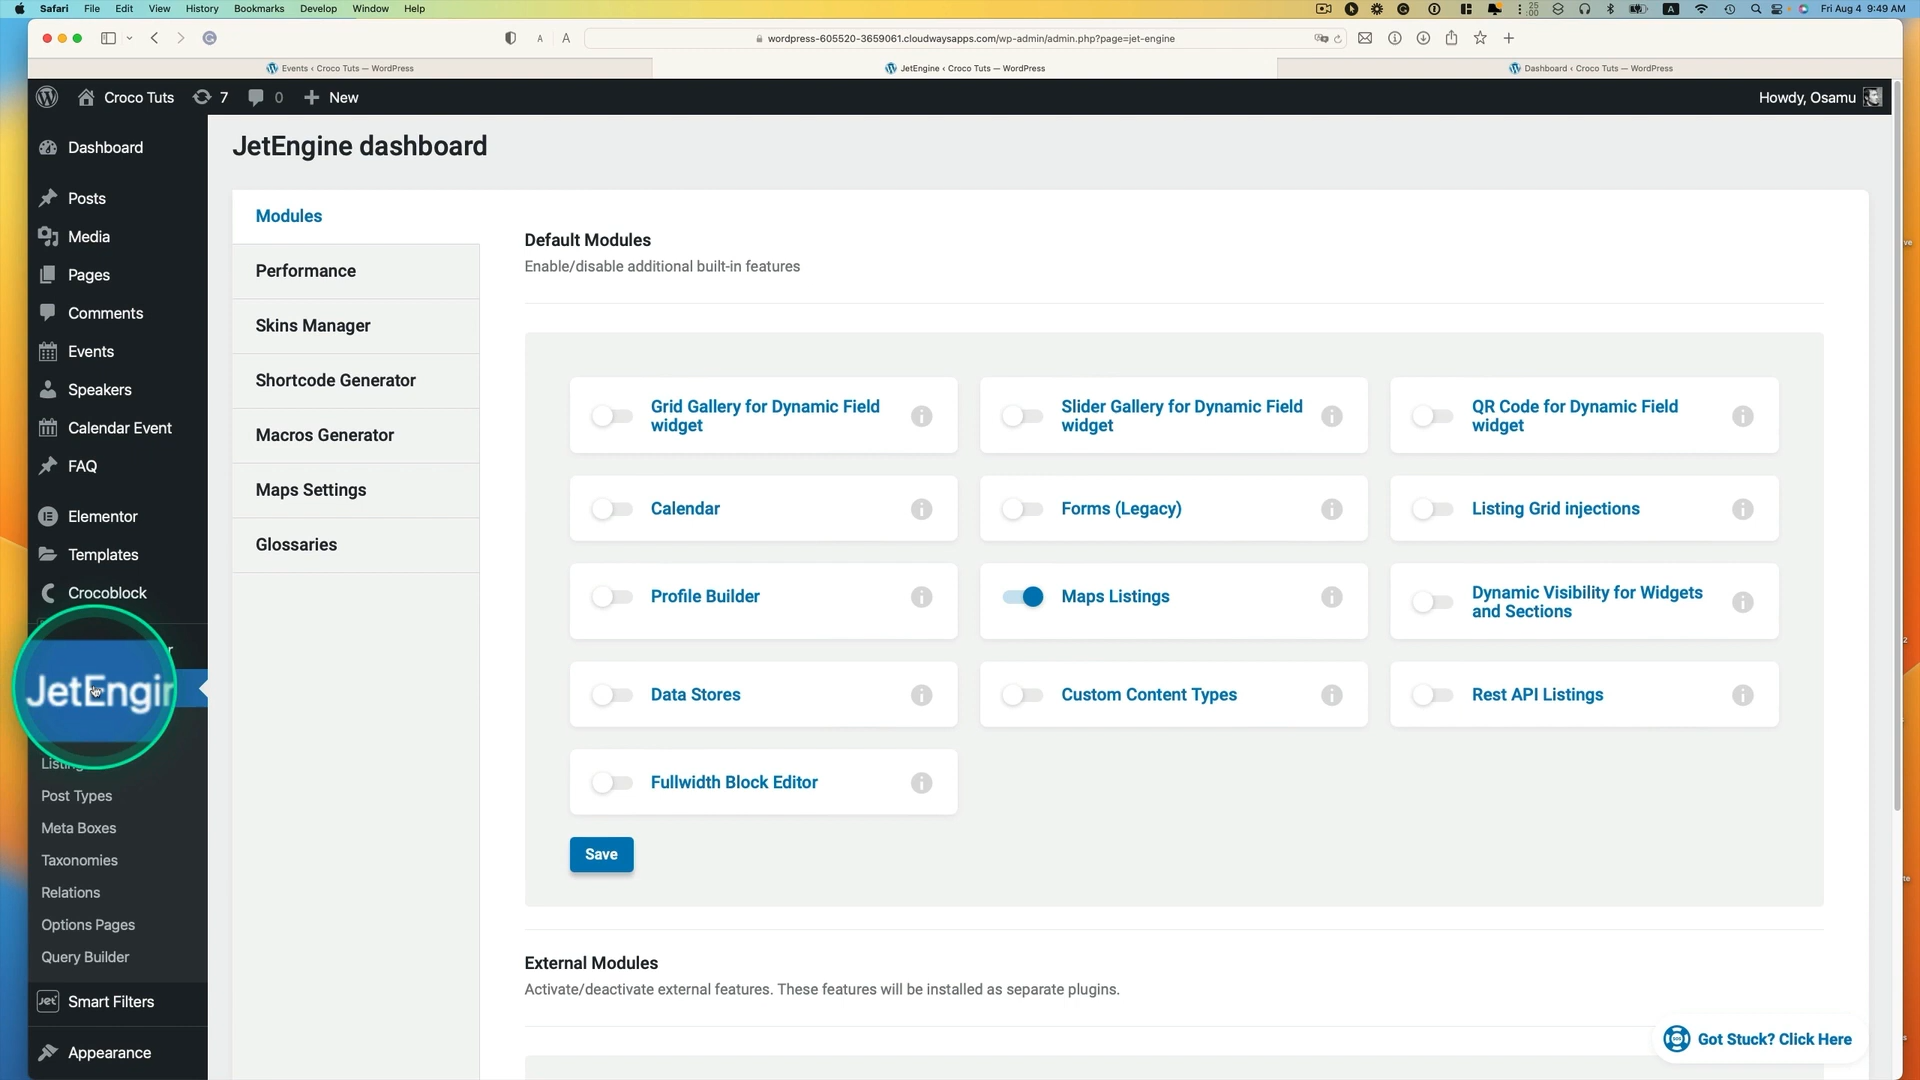 Safari File Edit View History Bookmarks Develop Window Help
25
:00
A
Fri Aug 4 9:49 AM
A A
wordpress-605520-3659061.cloudwaysapps.com/wp-admin/admin.php?page=jet-engine
Events ‹ Croco Tuts — WordPress
JetEngine ‹ Croco Tuts — WordPress
Dashboard ‹ Croco Tuts — WordPress
Croco Tuts 7 0 New
Howdy, Osamu
Dashboard
Posts
Media
Pages
Comments
Events
Speakers
Calendar Event
FAQ
Elementor
Templates
Crocoblock
JetEngin
Listing
Post Types
Meta Boxes
Taxonomies
Relations
Options Pages
Query Builder
Jet Smart Filters
Appearance
JetEngine dashboard
Modules
Performance
Skins Manager
Shortcode Generator
Macros Generator
Maps Settings
Glossaries
Default Modules
Enable/disable additional built-in features
Grid Gallery for Dynamic Field
widget
Slider Gallery for Dynamic Field
widget
QR Code for Dynamic Field
widget
Calendar
Forms (Legacy)
Listing Grid injections
Profile Builder
Maps Listings
Dynamic Visibility for Widgets
and Sections
Data Stores
Custom Content Types
Rest API Listings
Fullwidth Block Editor
Save
External Modules
Activate/deactivate external features. These features will be installed as separate plugins.
Got Stuck? Click Here